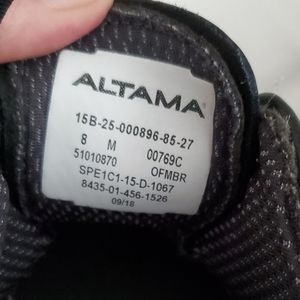 ALTAMA
15B-25-000896-85-27
8 M 00769C
51010870 OFMBR
SPE1C1-15-D-1067
8435-01-456-1526
09/18